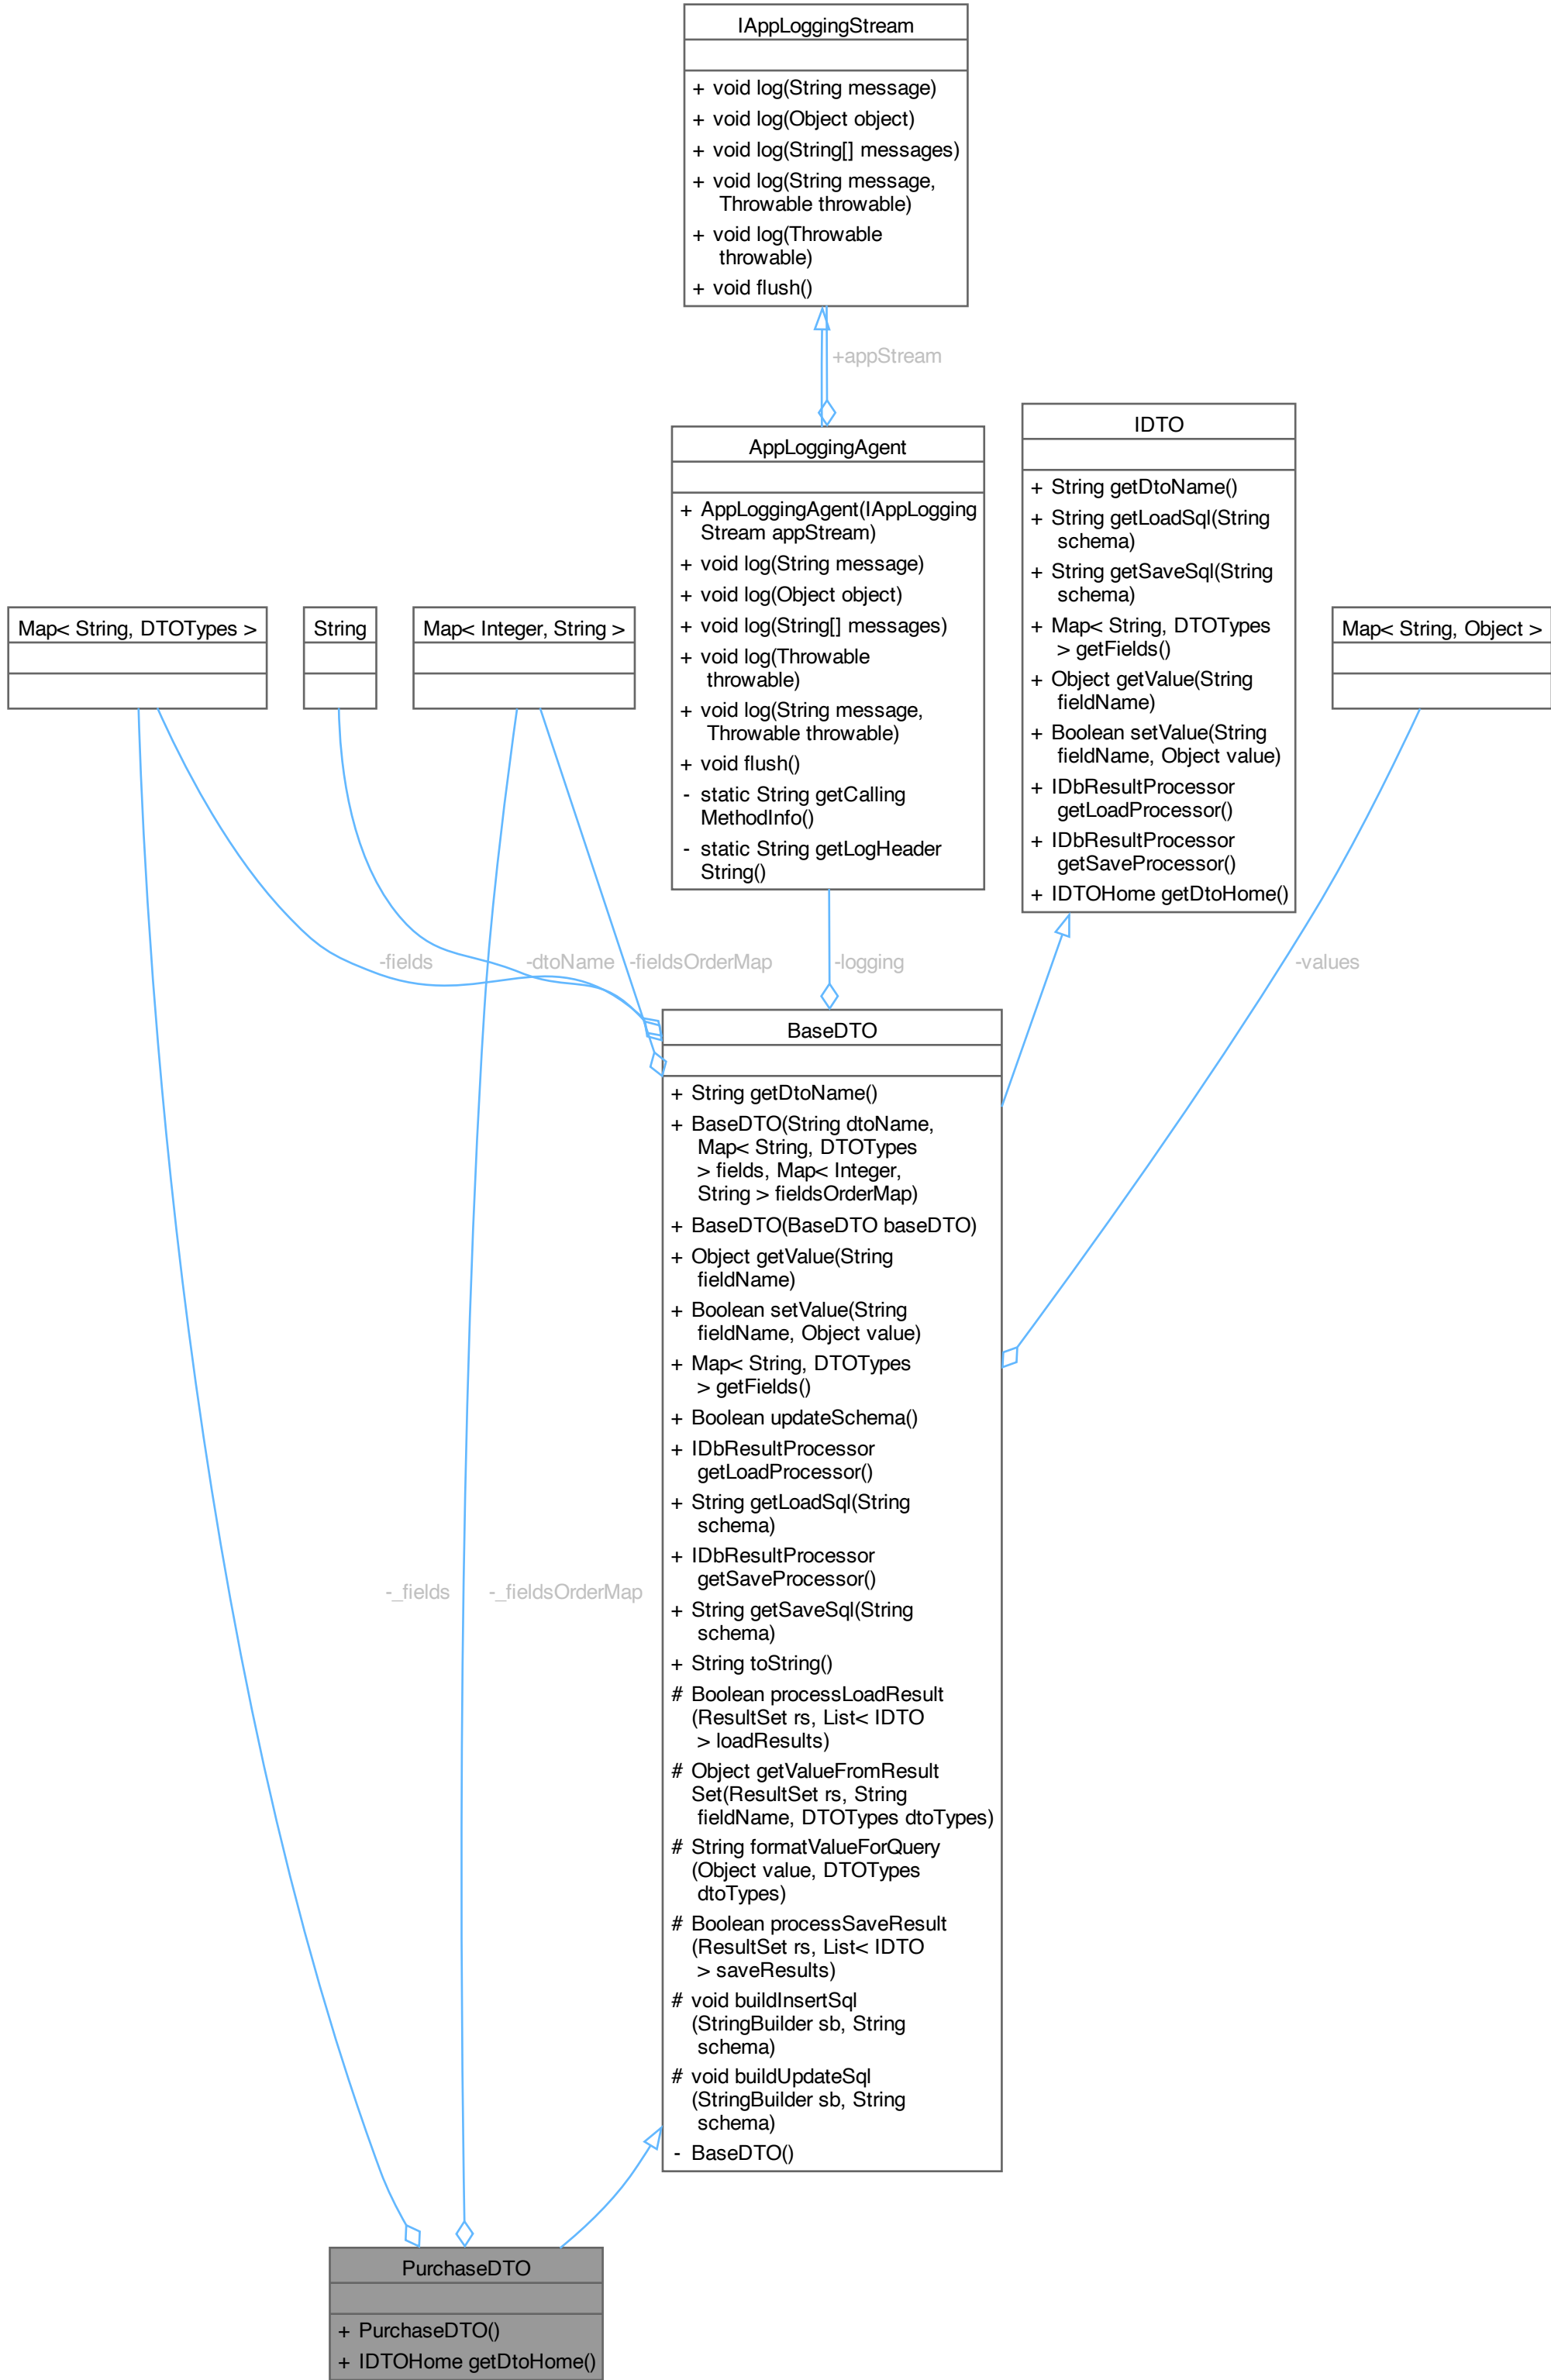 IAppLoggingStream
+ void log(String message)
+ void log(Object object)
+ void log(String[] messages)
+ void log(String message,
Throwable throwable)
+ void log(Throwable
throwable)
+ void flush()
+appStream
AppLoggingAgent
+ AppLoggingAgent(IAppLogging
Stream appStream)
+ void log(String message)
+ void log(Object object)
+ void log(String[] messages)
+ void log(Throwable
throwable)
+ void log(String message,
Throwable throwable)
+ void flush()
- static String getCalling
MethodInfo()
- static String getLogHeader
String()
IDTO
+ String getDtoName()
+ String getLoadSql(String
schema)
+ String getSaveSql(String
schema)
+ Map< String, DTOTypes
> getFields()
+ Object getValue(String
fieldName)
+ Boolean setValue(String
fieldName, Object value)
+ IDbResultProcessor
getLoadProcessor()
+ IDbResultProcessor
getSaveProcessor()
+ IDTOHome getDtoHome()
Map< String, DTOTypes >
String
Map< Integer, String >
Map< String, Object >
-fields
-dtoName
-fieldsOrderMap
-logging
-values
BaseDTO
+ String getDtoName()
+ BaseDTO(String dtoName,
Map< String, DTOTypes
> fields, Map< Integer,
String > fieldsOrderMap)
+ BaseDTO(BaseDTO baseDTO)
+ Object getValue(String
fieldName)
+ Boolean setValue(String
fieldName, Object value)
+ Map< String, DTOTypes
> getFields()
+ Boolean updateSchema()
+ IDbResultProcessor
getLoadProcessor()
+ String getLoadSql(String
schema)
+ IDbResultProcessor
getSaveProcessor()
+ String getSaveSql(String
schema)
+ String toString()
# Boolean processLoadResult
(ResultSet rs, List< IDTO
> loadResults)
# Object getValueFromResult
Set(ResultSet rs, String
fieldName, DTOTypes dtoTypes)
# String formatValueForQuery
(Object value, DTOTypes
dtoTypes)
# Boolean processSaveResult
(ResultSet rs, List< IDTO
> saveResults)
# void buildInsertSql
(StringBuilder sb, String
schema)
# void buildUpdateSql
(StringBuilder sb, String
schema)
- BaseDTO()
-_fields
-_fieldsOrderMap
PurchaseDTO
+ PurchaseDTO()
+ IDTOHome getDtoHome()